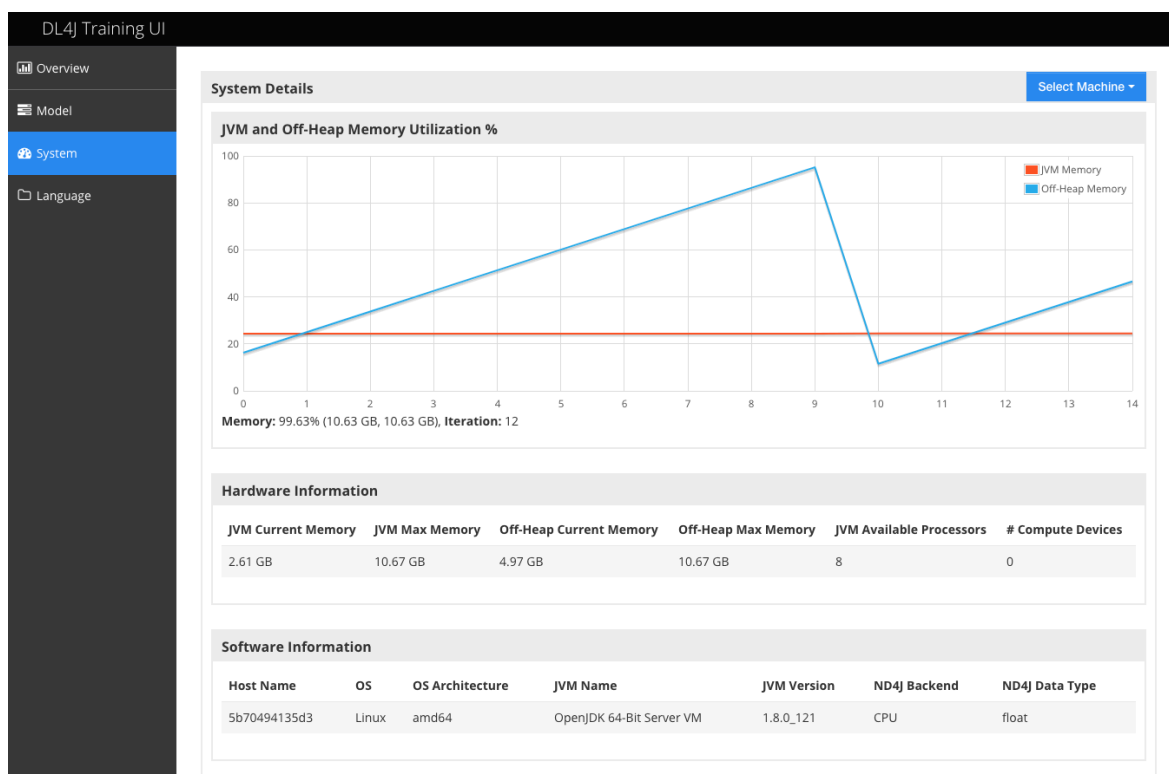 DL4J Training UI
Overview
Model
System
Language
System Details
Select Machine
JVM and Off-Heap Memory Utilization %
100
80
60
40
20
0
JVM Memory
Off-Heap Memory
0 1 2 3 4 5 6 7 8 9 10 11 12 13 14
Memory: 99.63% (10.63 GB, 10.63 GB), Iteration: 12
Hardware Information
JVM Current Memory JVM Max Memory Off-Heap Current Memory Off-Heap Max Memory JVM Available Processors # Compute Devices
2.61 GB 10.67 GB 4.97 GB 10.67 GB 8 0
Software Information
Host Name OS OS Architecture JVM Name JVM Version ND4J Backend ND4J Data Type
5b70494135d3 Linux amd64 OpenJDK 64-Bit Server VM 1.8.0_121 CPU float